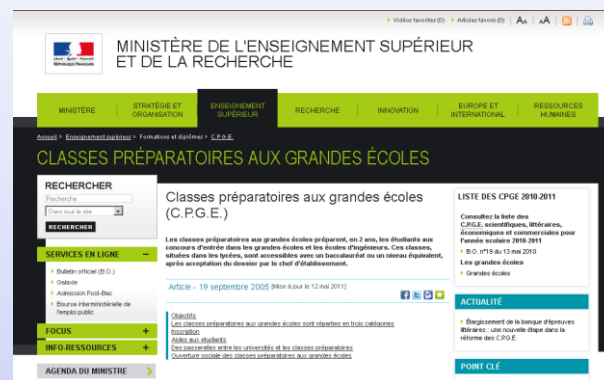 Vidéos favorites (0) Articles favoris (0) AA AA
Liberté • Égalité • Fraternité
RÉPUBLIQUE FRANÇAISE
MINISTÈRE DE L'ENSEIGNEMENT SUPÉRIEUR
ET DE LA RECHERCHE
MINISTÈRE
STRATÉGIE ET
ORGANISATION
ENSEIGNEMENT
SUPÉRIEUR
RECHERCHE
INNOVATION
EUROPE ET
INTERNATIONAL
RESSOURCES
HUMAINES
Accueil > Enseignement supérieur > Formations et diplômes > C.P.G.E.
CLASSES PRÉPARATOIRES AUX GRANDES ÉCOLES
RECHERCHER
Recherche
Dans tout le site
RECHERCHER
SERVICES EN LIGNE –
Bulletin officiel (B.O.)
Galaxie
Admission Post-Bac
Bourse interministérielle de
l'emploi public
FOCUS +
INFO-RESSOURCES +
AGENDA DU MINISTRE
Classes préparatoires aux grandes écoles
(C.P.G.E.)
Les classes préparatoires aux grandes écoles préparent, en 2 ans, les étudiants aux
concours d'entrée dans les grandes écoles et les écoles d'ingénieurs. Ces classes,
situées dans les lycées, sont accessibles avec un baccalauréat ou un niveau équivalent,
après acceptation du dossier par le chef d'établissement.
Article - 19 septembre 2005 [Mise à jour le 12 mai 2011]
Objectifs
Les classes préparatoires aux grandes écoles sont réparties en trois catégories
Inscription
Aides aux étudiants
Des passerelles entre les universités et les classes préparatoires
Ouverture sociale des classes préparatoires aux grandes écoles
LISTE DES CPGE 2010-2011
Consultez la liste des
C.P.G.E. scientifiques, littéraires,
économiques et commerciales pour
l'année scolaire 2010-2011
B.O. n°19 du 13 mai 2010
Les grandes écoles
Grandes écoles
ACTUALITÉ
Élargissement de la banque d'épreuves
littéraires : une nouvelle étape dans la
réforme des C.P.G.E.
POINT CLÉ